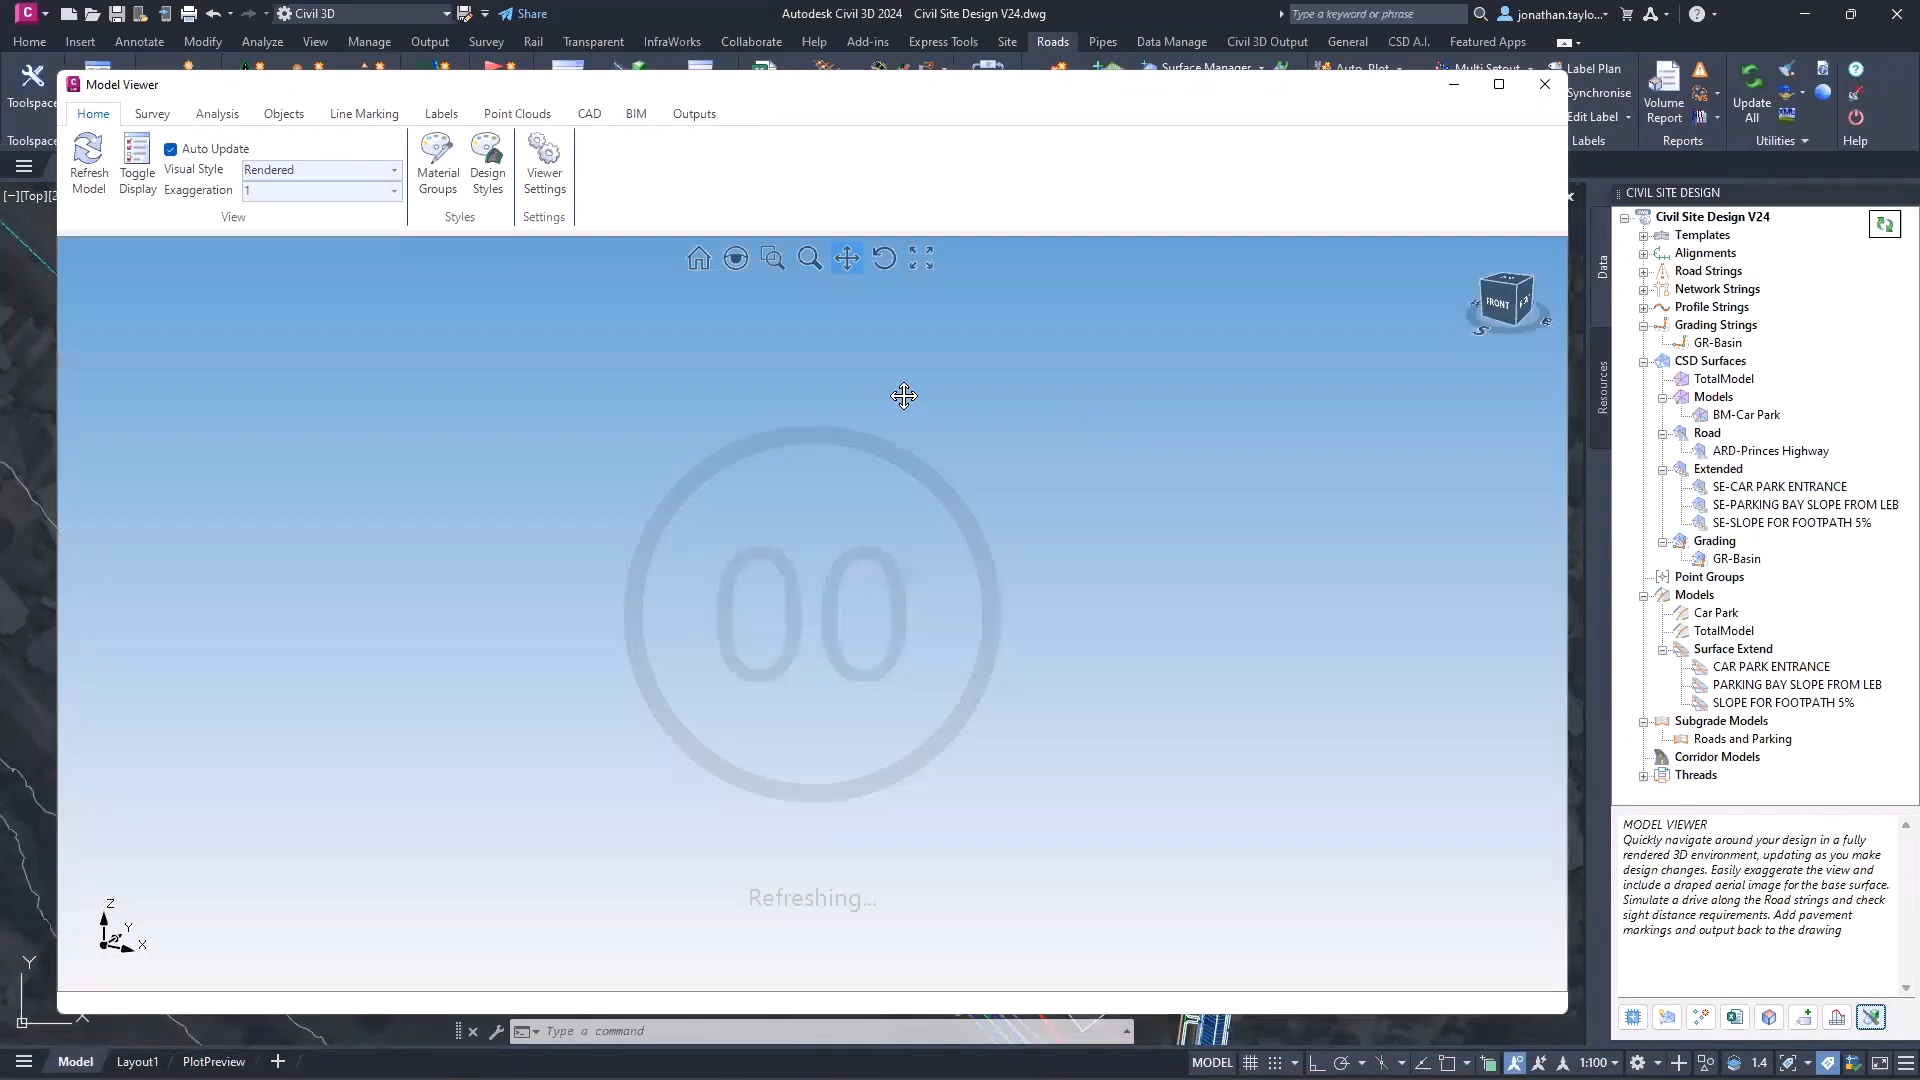 Civil 3D
Share
Autodesk Civil 3D 2024 Civil Site Design V24.dwg
Type a keyword or phrase
jonathan.taylo...
Home Insert Annotate Modify Analyze View Manage Output Survey Rail Transparent InfraWorks Collaborate Help Add-ins Express Tools Site Roads Pipes Data Manage Civil 3D Output General CSD A.I. Featured Apps
Toolspace
Toolspace
Surface Manager
Auto Plot
Multi Setout
Label Plan
Synchronise
Edit Label
Labels
Volume
Report
Reports
Update
All
Utilities
Help
Model Viewer
Home Survey Analysis Objects Line Marking Labels Point Clouds CAD BIM Outputs
Refresh
Model
Toggle
Display
Auto Update
Visual Style Rendered
Exaggeration 1
View
Material
Groups
Design
Styles
Styles
Viewer
Settings
Settings
[−][Top][2
FRONT
S
00
Refreshing...
Z
Y
X
Y
Data
Resources
CIVIL SITE DESIGN
Civil Site Design V24
Templates
Alignments
Road Strings
Network Strings
Profile Strings
Grading Strings
GR-Basin
CSD Surfaces
TotalModel
Models
BM-Car Park
Road
ARD-Princes Highway
Extended
SE-CAR PARK ENTRANCE
SE-PARKING BAY SLOPE FROM LEB
SE-SLOPE FOR FOOTPATH 5%
Grading
GR-Basin
Point Groups
Models
Car Park
TotalModel
Surface Extend
CAR PARK ENTRANCE
PARKING BAY SLOPE FROM LEB
SLOPE FOR FOOTPATH 5%
Subgrade Models
Roads and Parking
Corridor Models
Threads
MODEL VIEWER
Quickly navigate around your design in a fully
rendered 3D environment, updating as you make
design changes. Easily exaggerate the view and
include a draped aerial image for the base surface.
Simulate a drive along the Road strings and check
sight distance requirements. Add pavement
markings and output back to the drawing
Type a command
Model Layout1 PlotPreview
MODEL
1:100
1.4